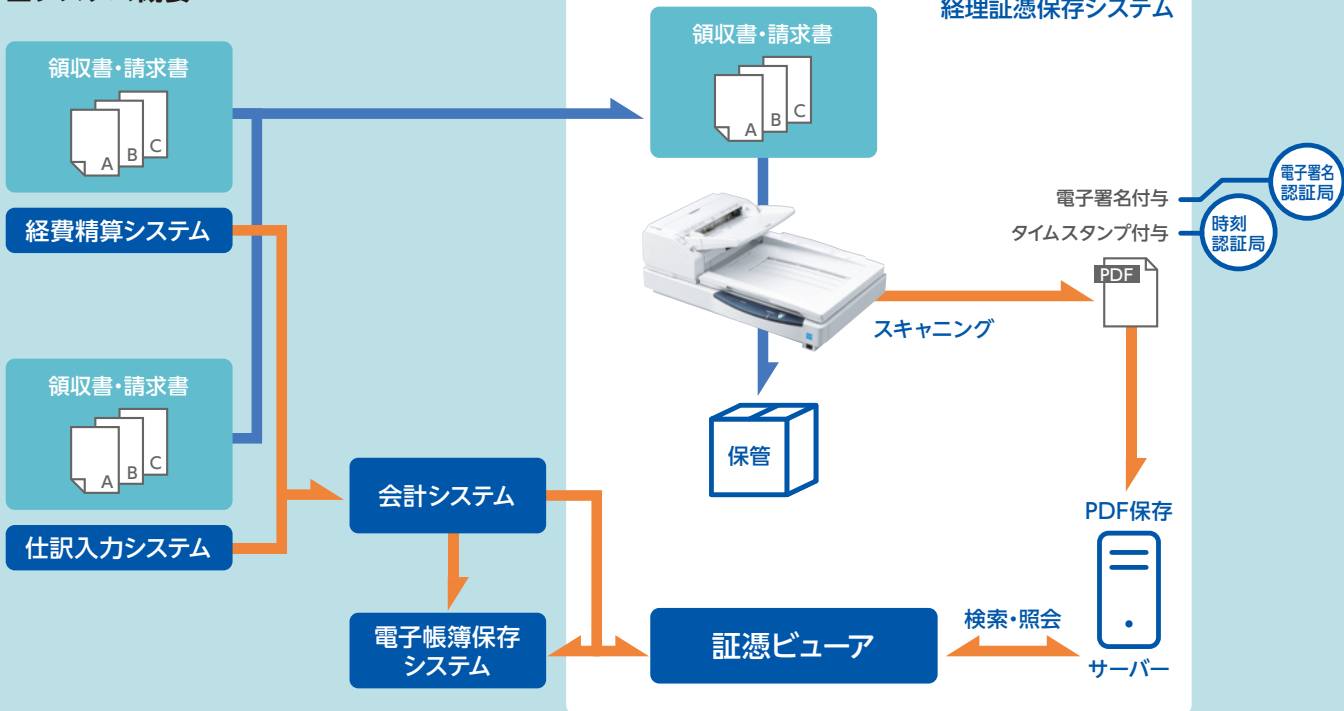 経理証憑保存システム
領収書・請求書
A
B
C
経費精算システム
領収書・請求書
A
B
C
仕訳入力システム
会計システム
電子帳簿保存
システム
領収書・請求書
A
B
C
スキャニング
保管
電子署名付与
タイムスタンプ付与
電子署名
認証局
時刻
認証局
PDF
PDF保存
サーバー
検索・照会
証憑ビューア